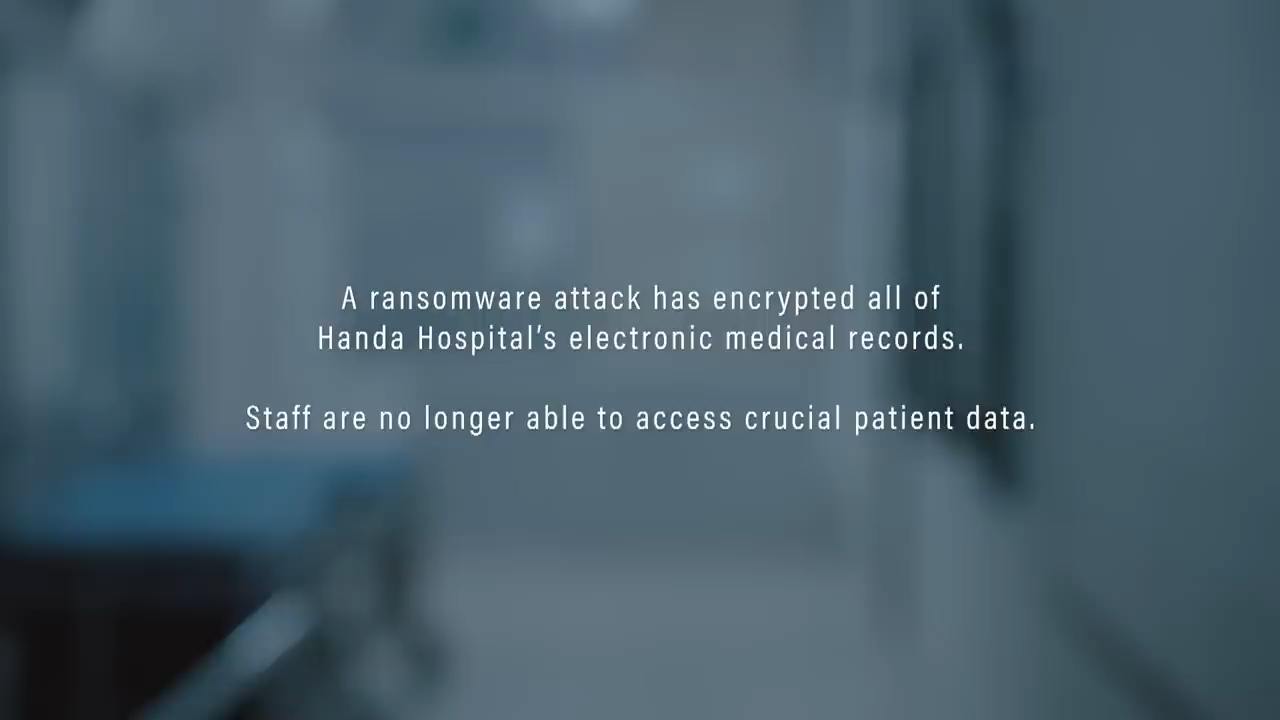 A ransomware attack has encrypted all of
Handa Hospital’s electronic medical records.
Staff are no longer able to access crucial patient data.